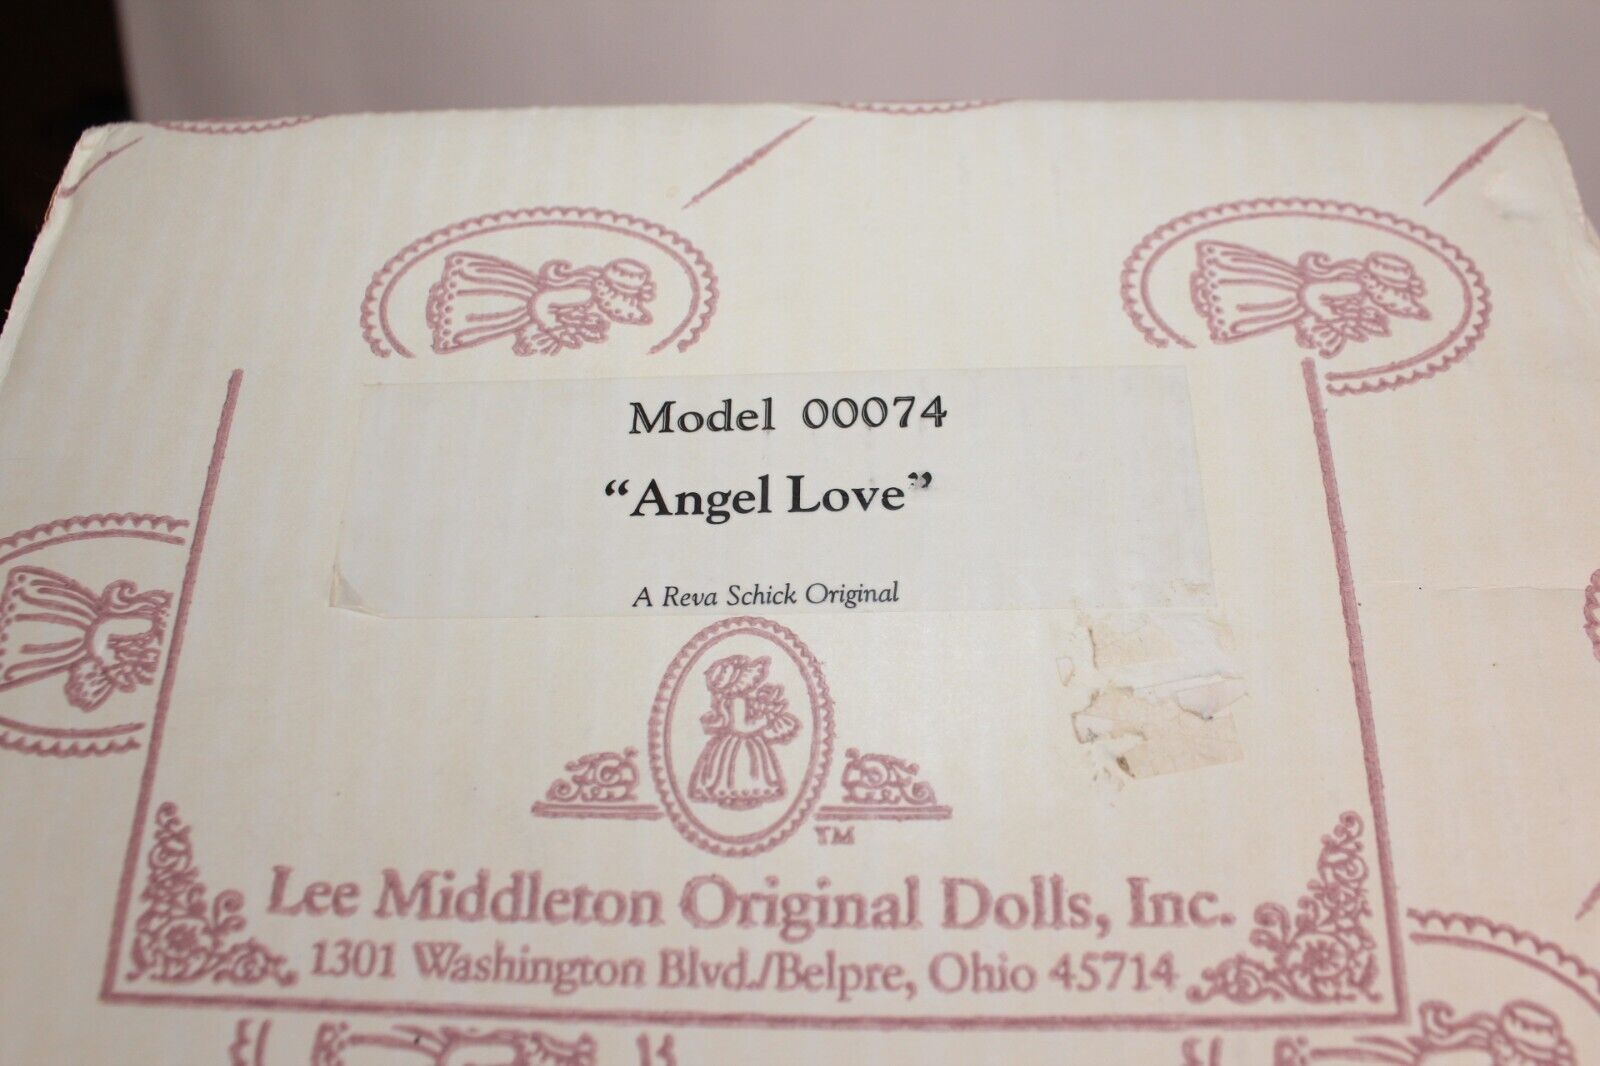 Model 00074
“Angel Love”
A Reva Schick Original
TM
Lee Middleton Original Dolls, Inc.
1301 Washington Blvd./Belpre, Ohio 45714